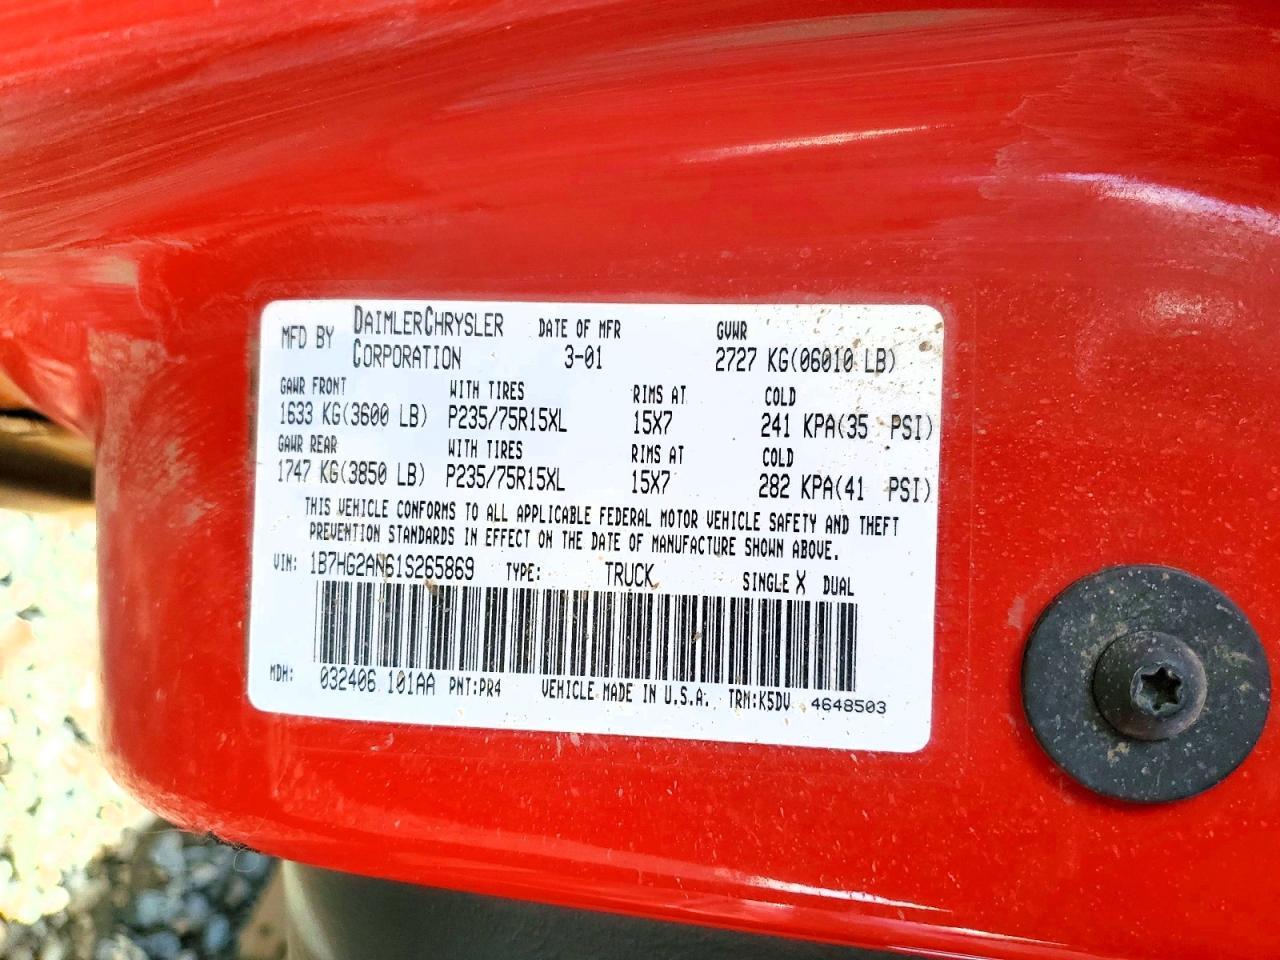 MFD BY DAIMLERCHRYSLER CORPORATION DATE OF MFR 3-01 GVWR 2727 KG(06010 LB)
GAWR FRONT WITH TIRES RIMS AT COLD
1633 KG(3600 LB) P235/75R15XL 15X7 241 KPA(35 PSI)
GAWR REAR WITH TIRES RIMS AT COLD
1747 KG(3850 LB) P235/75R15XL 15X7 282 KPA(41 PSI)
THIS VEHICLE CONFORMS TO ALL APPLICABLE FEDERAL MOTOR VEHICLE SAFETY AND THEFT
PREVENTION STANDARDS IN EFFECT ON THE DATE OF MANUFACTURE SHOWN ABOVE.
VIN: 1B7HG2AN61S265869 TYPE: TRUCK SINGLE X DUAL
MDH: 032406 101AA PNT:PR4 VEHICLE MADE IN U.S.A. TRM:K5DV 4648503